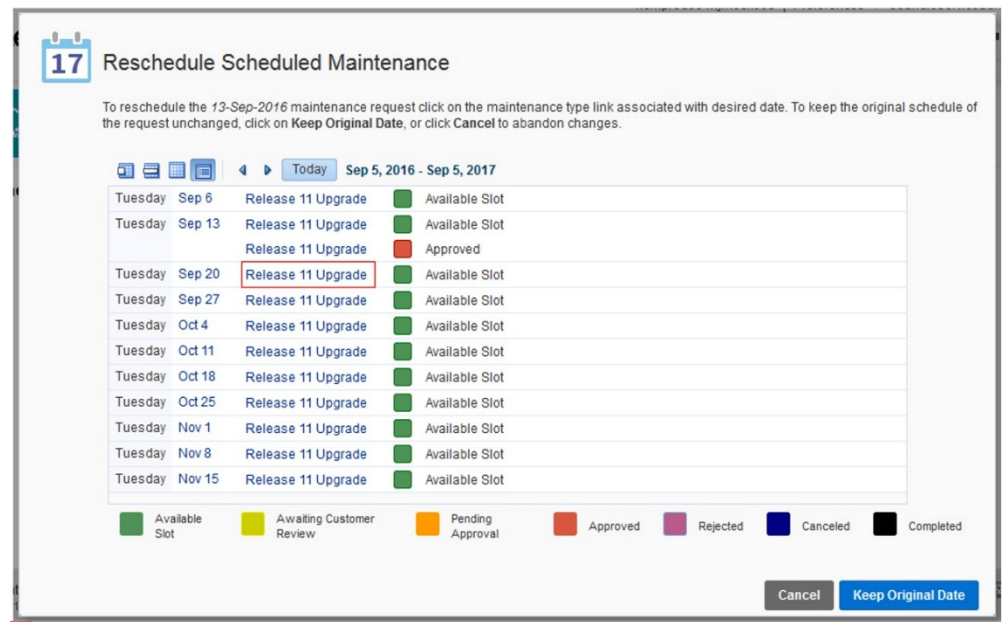 17
Reschedule Scheduled Maintenance
To reschedule the 13-Sep-2016 maintenance request click on the maintenance type link associated with desired date. To keep the original schedule of
the request unchanged, click on Keep Original Date, or click Cancel to abandon changes.
Today Sep 5, 2016 - Sep 5, 2017
Tuesday Sep 6 Release 11 Upgrade Available Slot
Tuesday Sep 13 Release 11 Upgrade Available Slot
Release 11 Upgrade Approved
Tuesday Sep 20 Release 11 Upgrade Available Slot
Tuesday Sep 27 Release 11 Upgrade Available Slot
Tuesday Oct 4 Release 11 Upgrade Available Slot
Tuesday Oct 11 Release 11 Upgrade Available Slot
Tuesday Oct 18 Release 11 Upgrade Available Slot
Tuesday Oct 25 Release 11 Upgrade Available Slot
Tuesday Nov 1 Release 11 Upgrade Available Slot
Tuesday Nov 8 Release 11 Upgrade Available Slot
Tuesday Nov 15 Release 11 Upgrade Available Slot
Available Slot Awaiting Customer Review Pending Approval Approved Rejected Canceled Completed
Cancel Keep Original Date